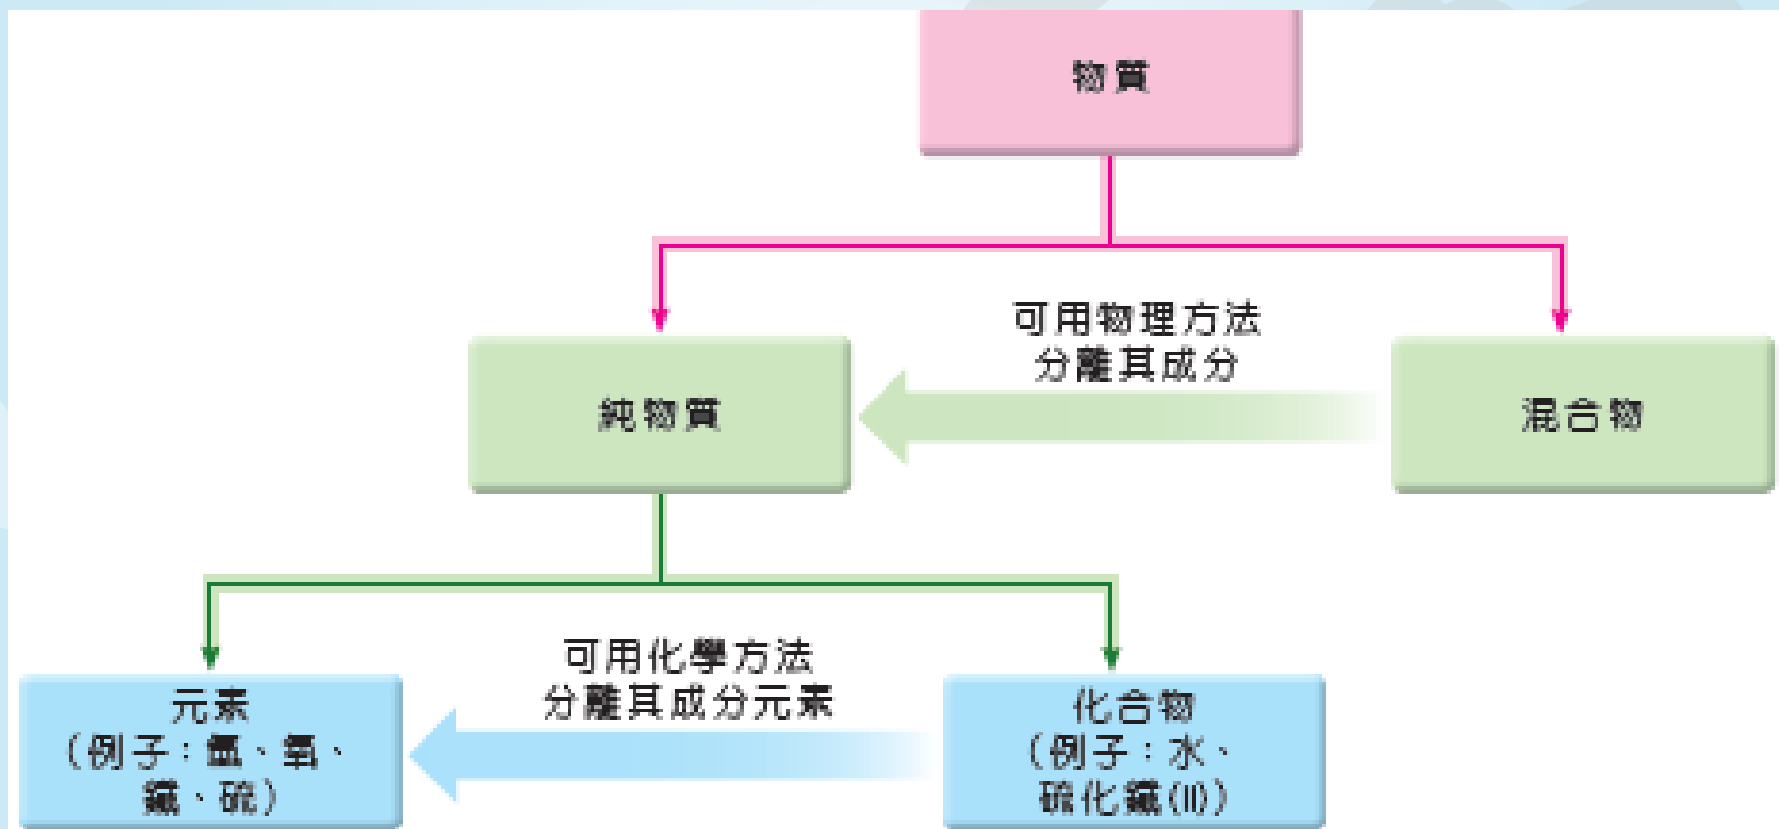 物質
可用物理方法
分離其成分
純物質
混合物
可用化學方法
分離其成分元素
元素
(例子：氫、氧、
鐵、硫)
化合物
(例子：水、
硫化鐵(II))